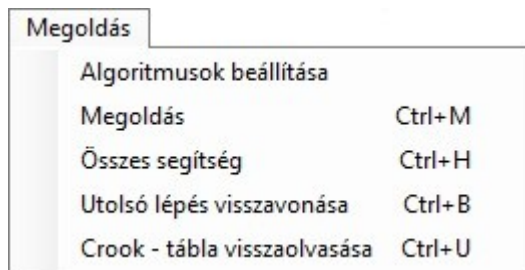 Megoldás
Algoritmusok beállítása
Megoldás Ctrl+M
Összes segítség Ctrl+H
Utolsó lépés visszavonása Ctrl+B
Crook - tábla visszaolvasása Ctrl+U